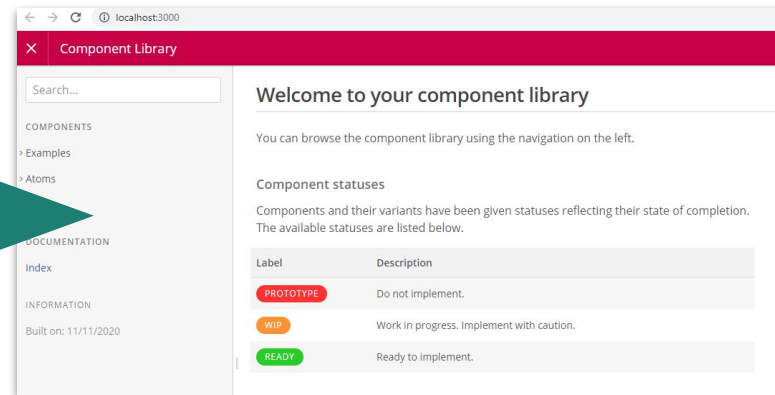 localhost:3000
Component Library
Search...
COMPONENTS
Examples
Atoms
DOCUMENTATION
Index
INFORMATION
Built on: 11/11/2020
Welcome to your component library
You can browse the component library using the navigation on the left.
Component statuses
Components and their variants have been given statuses reflecting their state of completion.
The available statuses are listed below.
Label Description
PROTOTYPE Do not implement.
WIP Work in progress. Implement with caution.
READY Ready to implement.